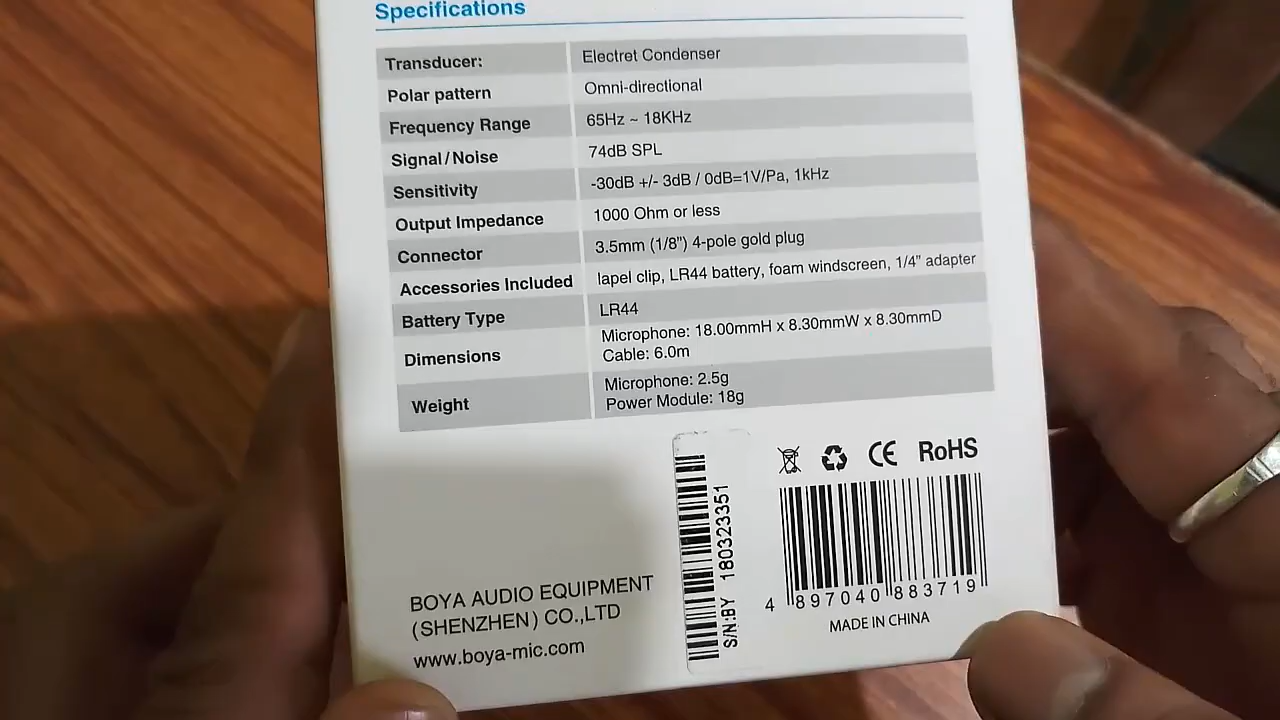 Specifications
Transducer: Electret Condenser
Polar pattern Omni-directional
Frequency Range 65Hz ~ 18KHz
Signal/Noise 74dB SPL
Sensitivity -30dB +/- 3dB / 0dB=1V/Pa, 1kHz
Output Impedance 1000 Ohm or less
Connector 3.5mm (1/8") 4-pole gold plug
Accessories Included lapel clip, LR44 battery, foam windscreen, 1/4" adapter
Battery Type LR44
Dimensions Microphone: 18.00mmH x 8.30mmW x 8.30mmD
Cable: 6.0m
Weight Microphone: 2.5g
Power Module: 18g
CE RoHS
BOYA AUDIO EQUIPMENT
(SHENZHEN) CO.,LTD
www.boya-mic.com
S/N:BY 180323351
4 897040 883719
MADE IN CHINA